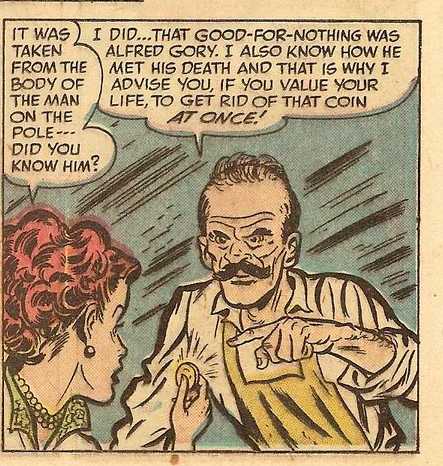 IT WAS
TAKEN
FROM THE
BODY OF
THE MAN
ON THE
POLE---
DID YOU
KNOW HIM?
I DID...THAT GOOD-FOR-NOTHING WAS
ALFRED GORY. I ALSO KNOW HOW HE
MET HIS DEATH AND THAT IS WHY I
ADVISE YOU, IF YOU VALUE YOUR
LIFE, TO GET RID OF THAT COIN
AT ONCE!